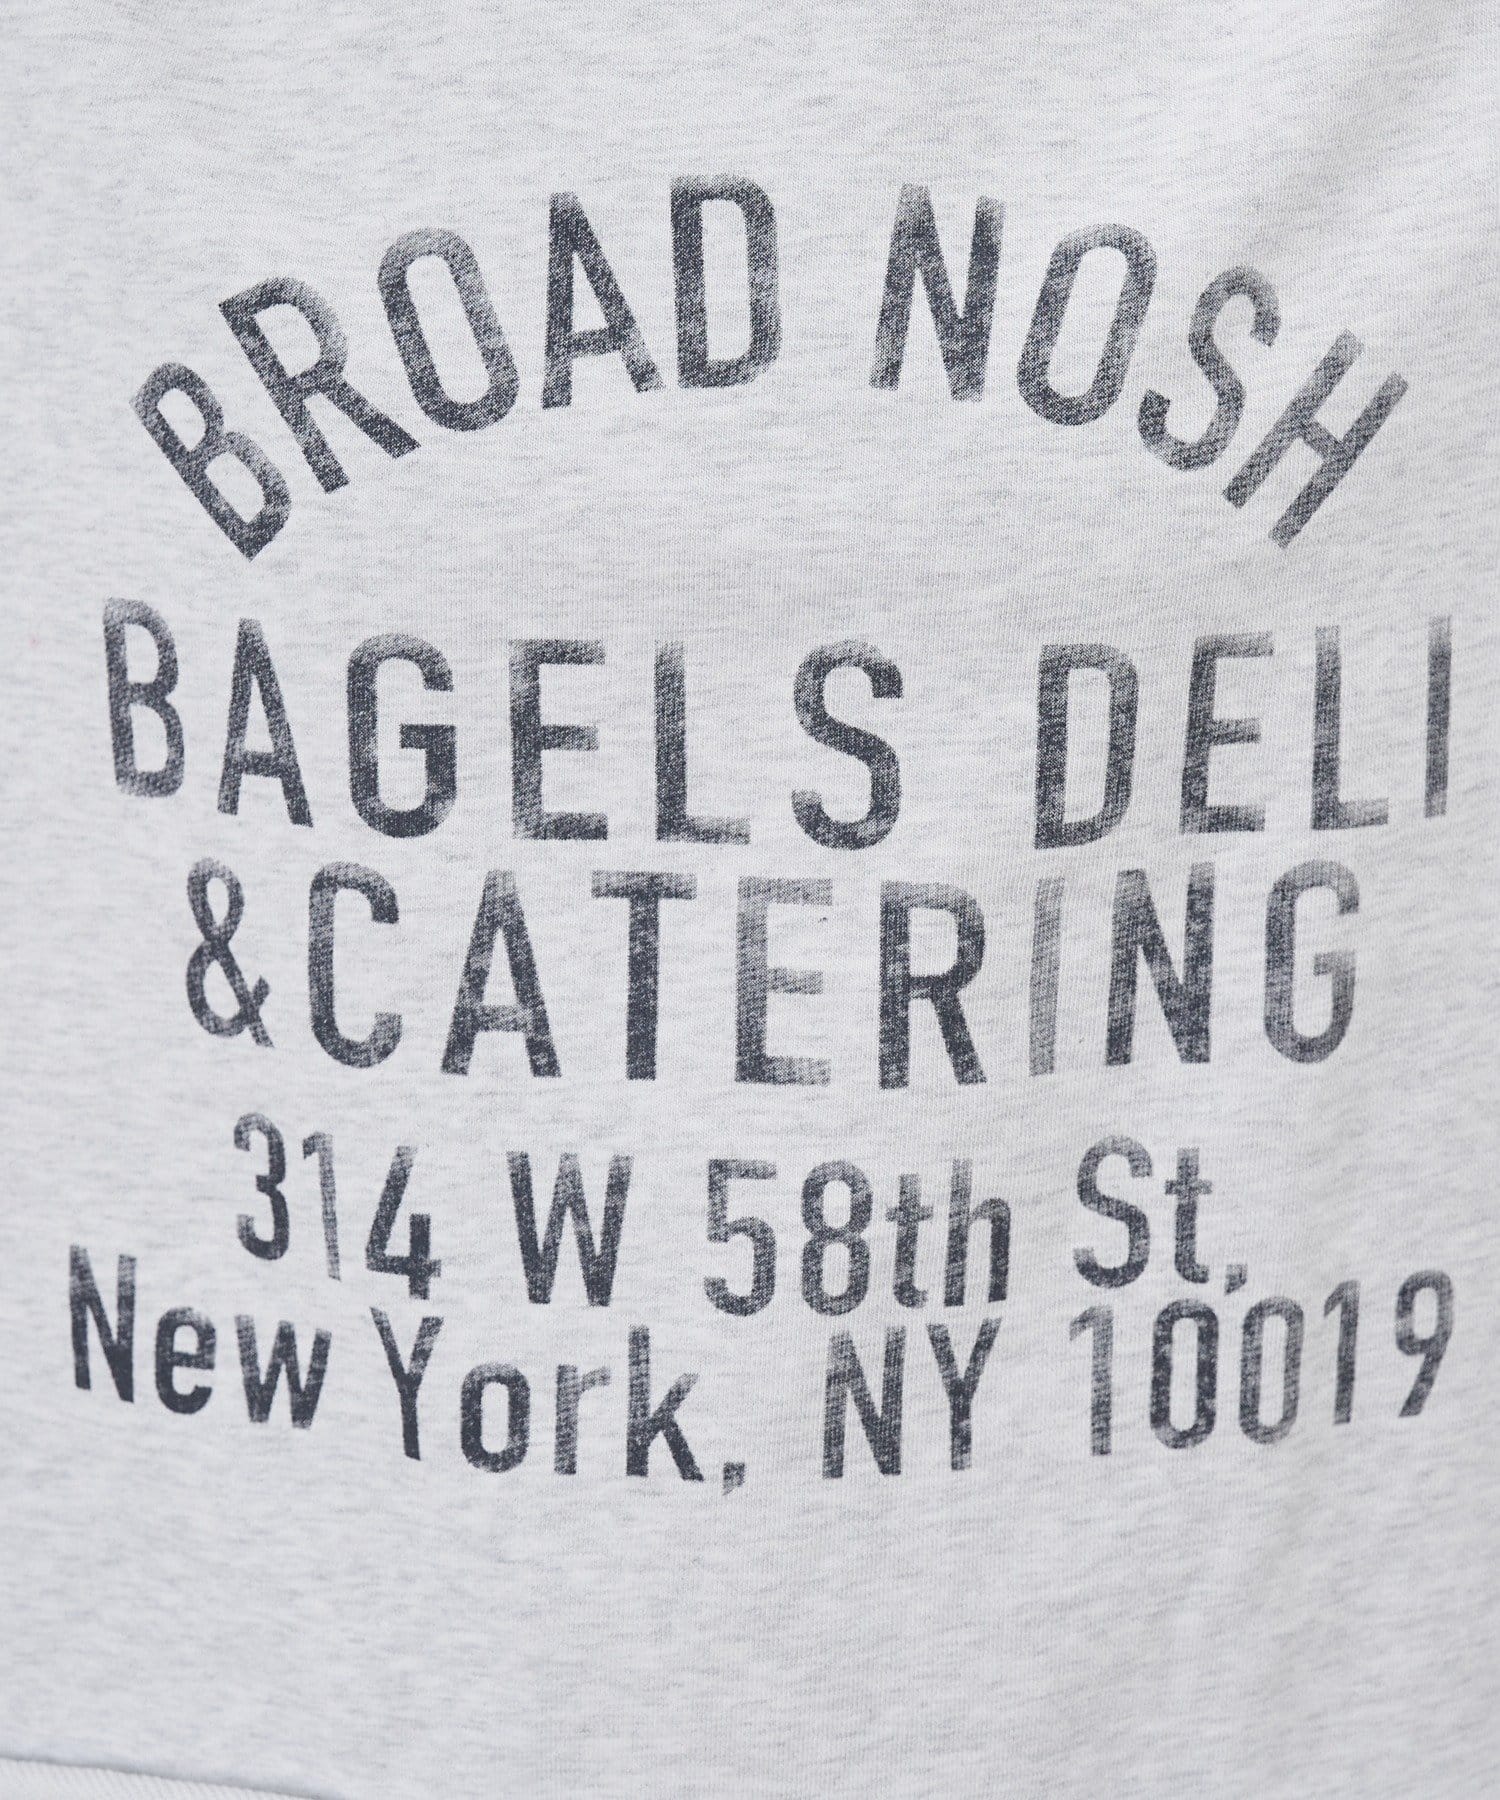 BROAD NOSH
BAGELS DELI
&CATERING
314 W 58th St,
New York, NY 10019